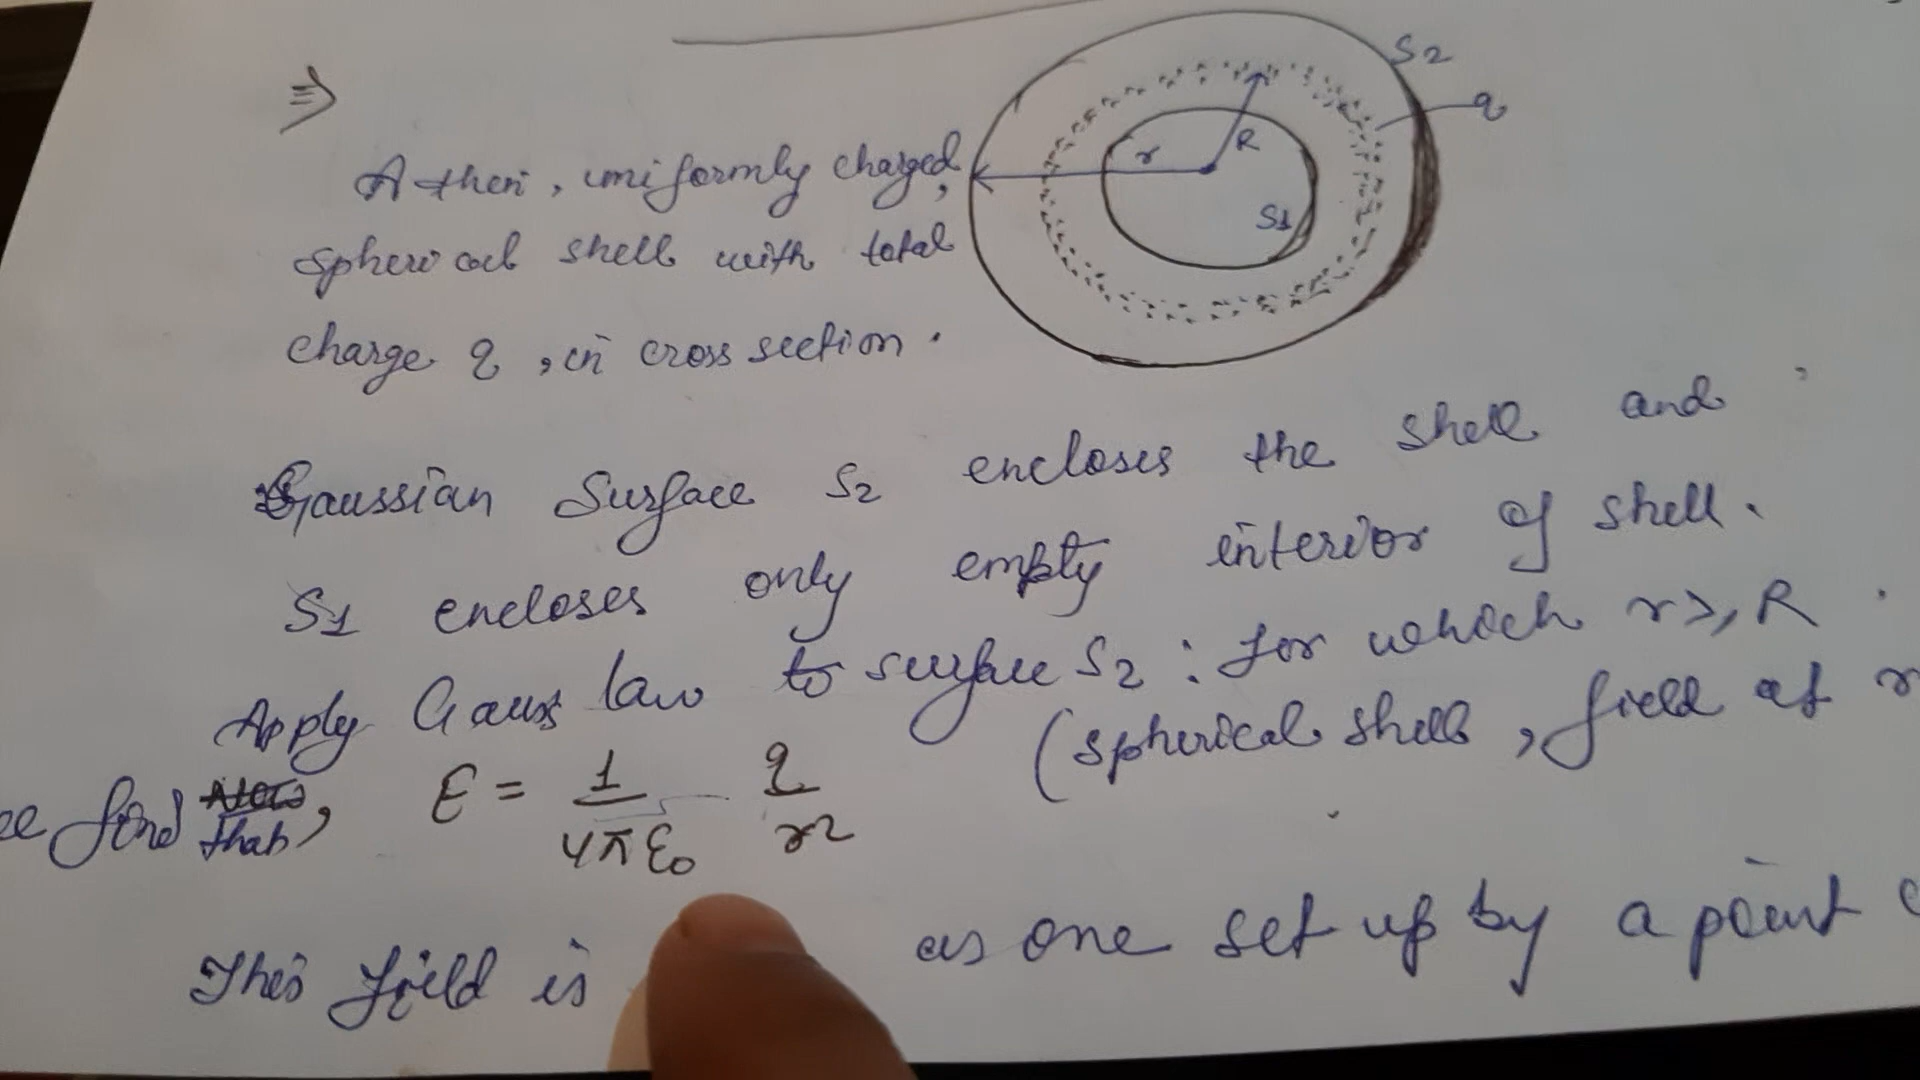 ⇒
S2
q
R
r
S1
A then, uniformly charged,
spherical shell with total
charge q, in cross section.
Gaussian Surface S2 encloses the shell and
S1 encloses only empty interior of shell.
Apply Gauss law to surface S2 : for which r ≥ R
(spherical shell, field at r
find that, E = 1/4πε0 q/r2
This field is as one set up by a point